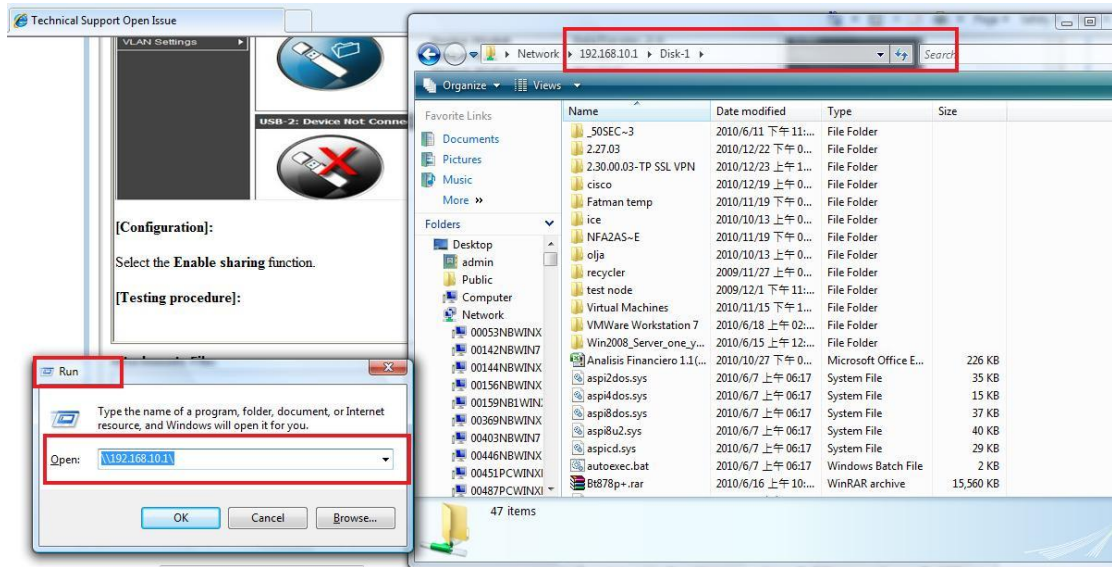 Technical Support Open Issue
VLAN Settings
USB-2: Device Not Conne
[Configuration]:
Select the Enable sharing function.
[Testing procedure]:
Run
Type the name of a program, folder, document, or Internet
resource, and Windows will open it for you.
Open: \\192.168.10.1\
OK Cancel Browse...
Network 192.168.10.1 Disk-1
Search
Organize Views
Favorite Links
Documents
Pictures
Music
More »
Folders
Desktop
admin
Public
Computer
Network
00053NBWINX
00142NBWIN7
00144NBWINX
00156NBWINX
00159NB1WIN
00369NBWINX
00403NBWIN7
00446NBWINX
00451PCWINXI
00487PCWINXI
Name Date modified Type Size
_50SEC~3 2010/6/11 下午 11:... File Folder
2.27.03 2010/12/22 下午 0... File Folder
2.30.00.03-TP SSL VPN 2010/12/23 上午 1... File Folder
cisco 2010/12/19 上午 0... File Folder
Fatman temp 2010/11/19 下午 0... File Folder
ice 2010/10/13 上午 0... File Folder
NFA2AS~E 2010/11/19 下午 0... File Folder
olja 2010/10/13 上午 0... File Folder
recycler 2009/11/27 上午 0... File Folder
test node 2009/12/1 下午 11:... File Folder
Virtual Machines 2010/11/15 下午 1... File Folder
VMWare Workstation 7 2010/6/18 上午 02:... File Folder
Win2008_Server_one_y... 2010/6/15 上午 12:... File Folder
Analisis Financiero 1.1(... 2010/10/27 下午 0... Microsoft Office E... 226 KB
aspi2dos.sys 2010/6/7 上午 06:17 System File 35 KB
aspi4dos.sys 2010/6/7 上午 06:17 System File 15 KB
aspi8dos.sys 2010/6/7 上午 06:17 System File 37 KB
aspi8u2.sys 2010/6/7 上午 06:17 System File 40 KB
aspicd.sys 2010/6/7 上午 06:17 System File 29 KB
autoexec.bat 2010/6/7 上午 06:17 Windows Batch File 2 KB
Bt878p+.rar 2010/6/16 上午 10:... WinRAR archive 15,560 KB
47 items